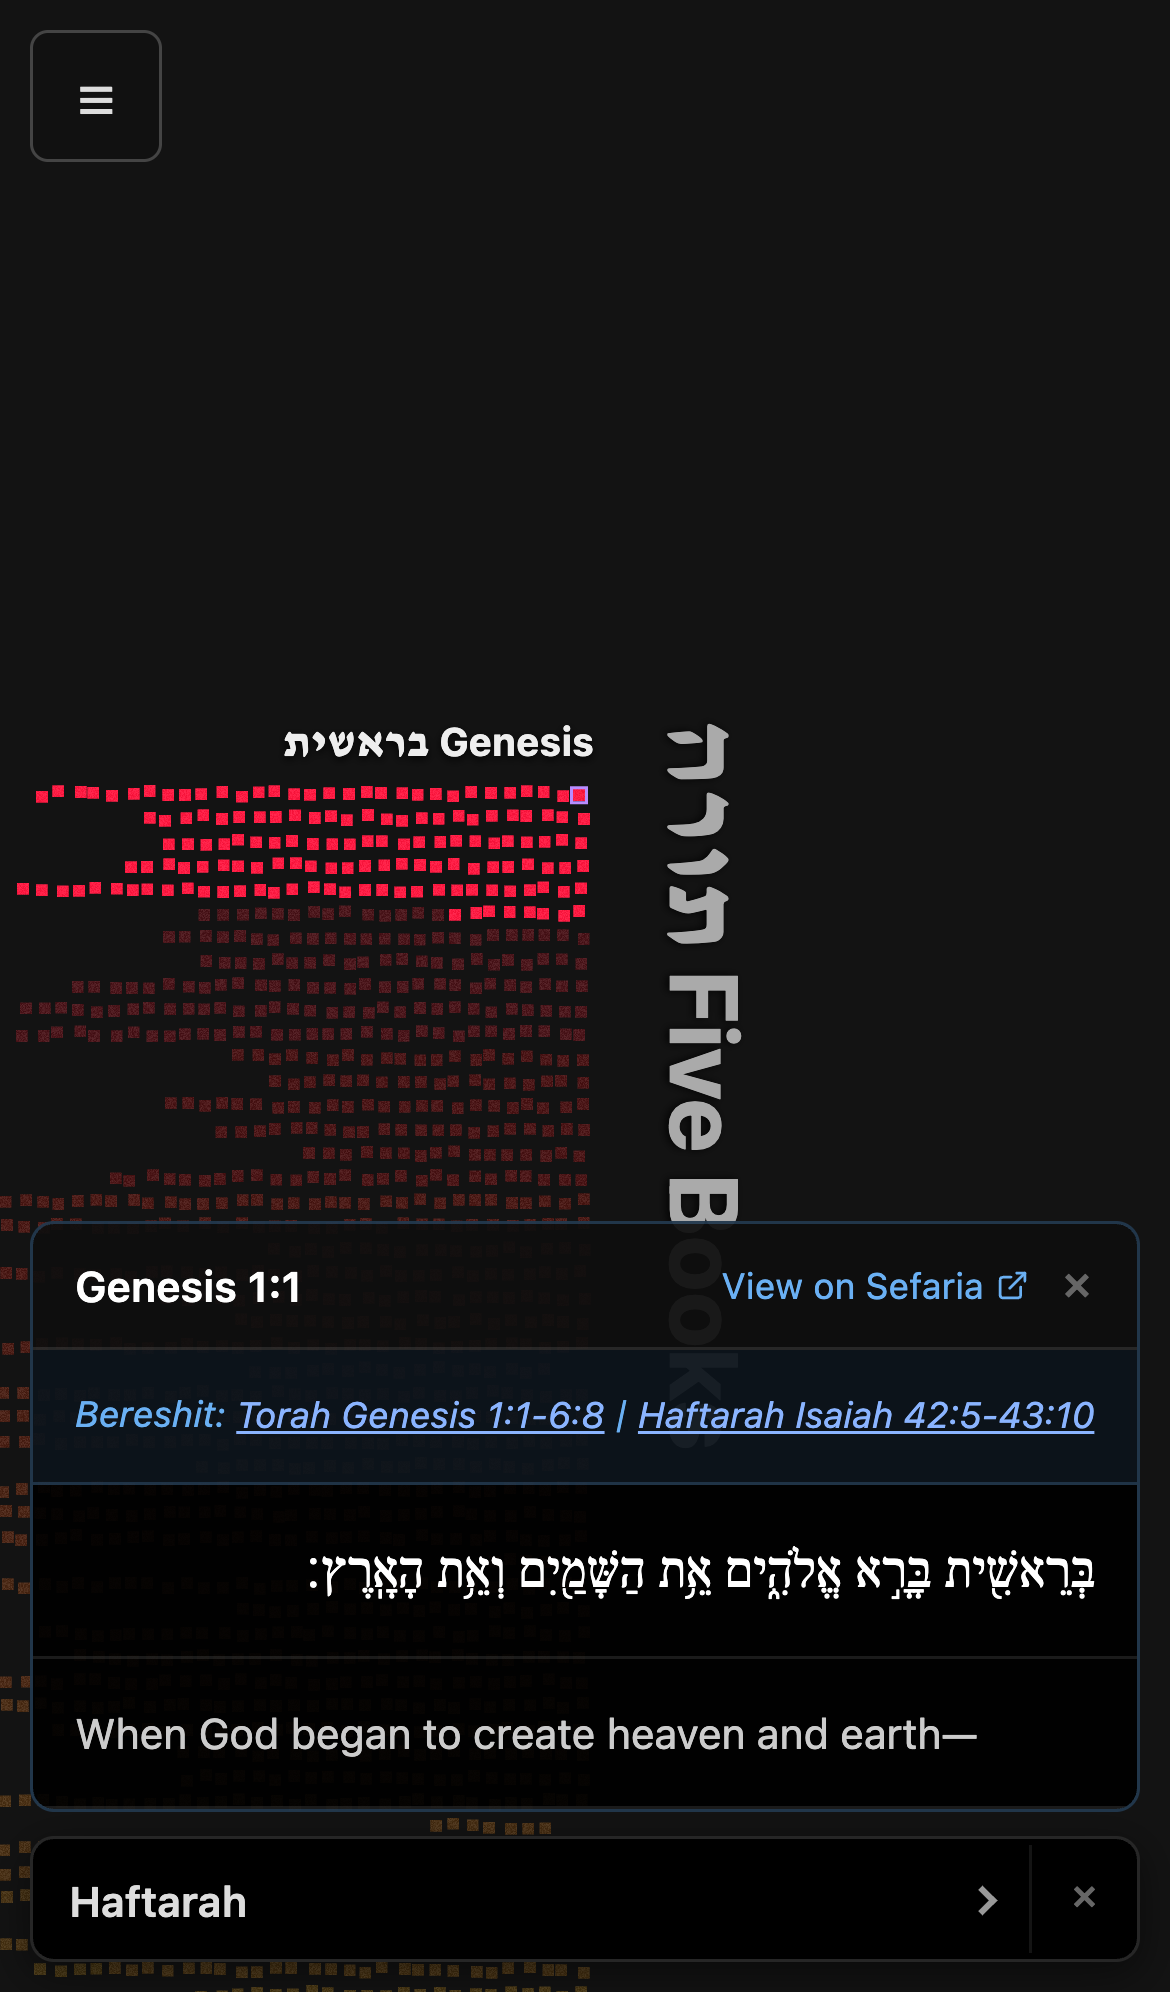 בראשית Genesis
תורה Five Books
Genesis 1:1
View on Sefaria
Bereshit: Torah Genesis 1:1-6:8 | Haftarah Isaiah 42:5-43:10
בְּרֵאשִׁ֖ית בָּרָ֣א אֱלֹהִ֑ים אֵ֥ת הַשָּׁמַ֖יִם וְאֵ֥ת הָאָֽרֶץ׃
When God began to create heaven and earth—
Haftarah